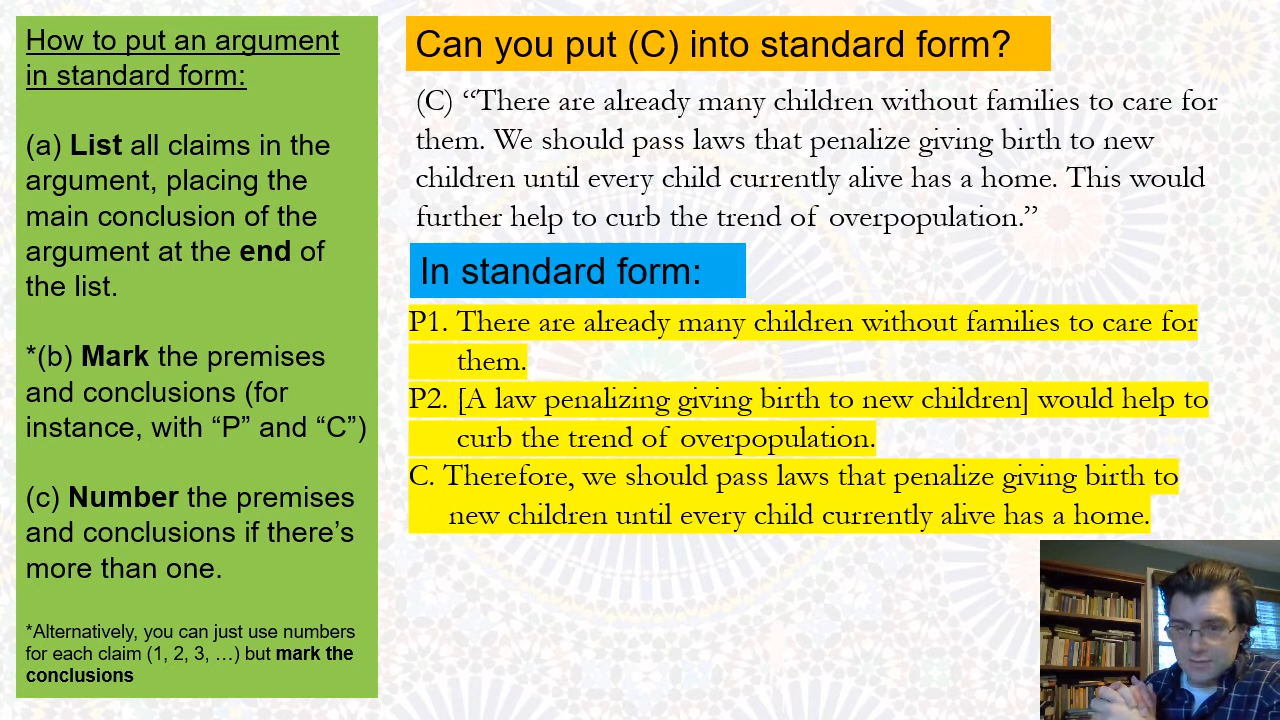 How to put an argument
in standard form:
(a) List all claims in the
argument, placing the
main conclusion of the
argument at the end of
the list.
*(b) Mark the premises
and conclusions (for
instance, with “P” and “C”)
(c) Number the premises
and conclusions if there’s
more than one.
*Alternatively, you can just use numbers
for each claim (1, 2, 3, …) but mark the
conclusions
Can you put (C) into standard form?
(C) “There are already many children without families to care for
them. We should pass laws that penalize giving birth to new
children until every child currently alive has a home. This would
further help to curb the trend of overpopulation.”
In standard form:
P1. There are already many children without families to care for
them.
P2. [A law penalizing giving birth to new children] would help to
curb the trend of overpopulation.
C. Therefore, we should pass laws that penalize giving birth to
new children until every child currently alive has a home.